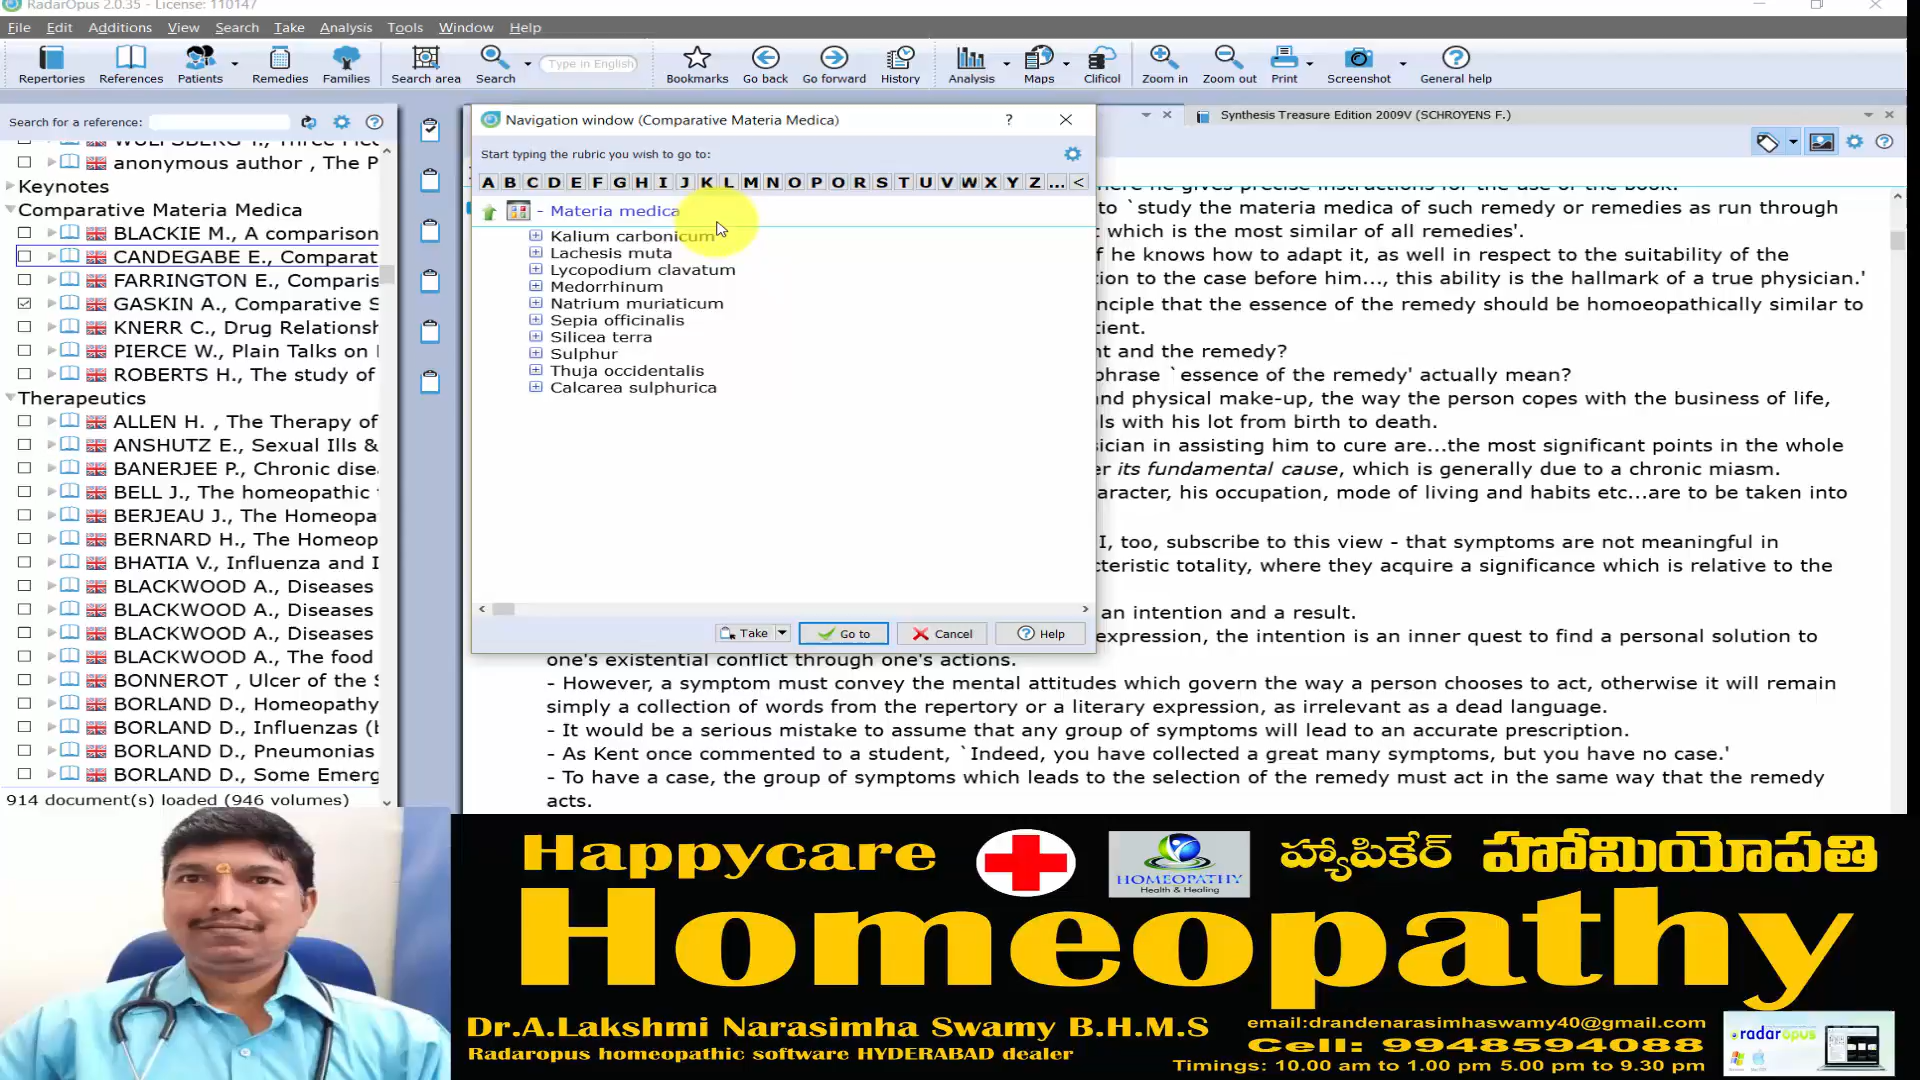 RadarOpus 2.0.35 - License: 110147
File Edit Additions View Search Take Analysis Tools Window Help
Repertories References Patients Remedies Families Search area Search Type in English Bookmarks Go back Go forward History Analysis Maps Clificol Zoom in Zoom out Print Screenshot General help
Search for a reference:
anonymous author , The P
Keynotes
Comparative Materia Medica
BLACKIE M., A comparison
CANDEGABE E., Comparat
FARRINGTON E., Comparis
GASKIN A., Comparative S
KNERR C., Drug Relationsh
PIERCE W., Plain Talks on
ROBERTS H., The study of
Therapeutics
ALLEN H. , The Therapy of
ANSHUTZ E., Sexual Ills &
BANERJEE P., Chronic dise
BELL J., The homeopathic
BERJEAU J., The Homeopa
BERNARD H., The Homeop
BHATIA V., Influenza and I
BLACKWOOD A., Diseases
BLACKWOOD A., Diseases
BLACKWOOD A., Diseases
BLACKWOOD A., The food
BONNEROT , Ulcer of the S
BORLAND D., Homeopathy
BORLAND D., Influenzas (b
BORLAND D., Pneumonias
BORLAND D., Some Emerg
914 document(s) loaded (946 volumes)
Navigation window (Comparative Materia Medica)
Start typing the rubric you wish to go to:
A B C D E F G H I J K L M N O P Q R S T U V W X Y Z ... <
- Materia medica
Kalium carbonicum
Lachesis muta
Lycopodium clavatum
Medorrhinum
Natrium muriaticum
Sepia officinalis
Silicea terra
Sulphur
Thuja occidentalis
Calcarea sulphurica
Take Go to Cancel Help
Synthesis Treasure Edition 2009V (SCHROYENS F.)
here he gives precise instructions for the use of the book.
to `study the materia medica of such remedy or remedies as run through
which is the most similar of all remedies'.
f he knows how to adapt it, as well in respect to the suitability of the
tion to the case before him..., this ability is the hallmark of a true physician.'
inciple that the essence of the remedy should be homoeopathically similar to
tient.
nt and the remedy?
phrase `essence of the remedy' actually mean?
nd physical make-up, the way the person copes with the business of life,
ls with his lot from birth to death.
sician in assisting him to cure are...the most significant points in the whole
er its fundamental cause, which is generally due to a chronic miasm.
aracter, his occupation, mode of living and habits etc...are to be taken into
I, too, subscribe to this view - that symptoms are not meaningful in
cteristic totality, where they acquire a significance which is relative to the
an intention and a result.
expression, the intention is an inner quest to find a personal solution to
one's existential conflict through one's actions.
- However, a symptom must convey the mental attitudes which govern the way a person chooses to act, otherwise it will remain
simply a collection of words from the repertory or a literary expression, as irrelevant as a dead language.
- It would be a serious mistake to assume that any group of symptoms will lead to an accurate prescription.
- As Kent once commented to a student, `Indeed, you have collected a great many symptoms, but you have no case.'
- To have a case, the group of symptoms which leads to the selection of the remedy must act in the same way that the remedy
acts.
Happycare
HOMEOPATHY
Health & Healing
హ్యాపికేర్ హోమియోపతి
Homeopathy
Dr.A.Lakshmi Narasimha Swamy B.H.M.S
Radaropus homeopathic software HYDERABAD dealer
email:drandenarasimhaswamy40@gmail.com
Cell: 9948594088
Timings: 10.00 am to 1.00 pm 5.00 pm to 9.30 pm
radaropus